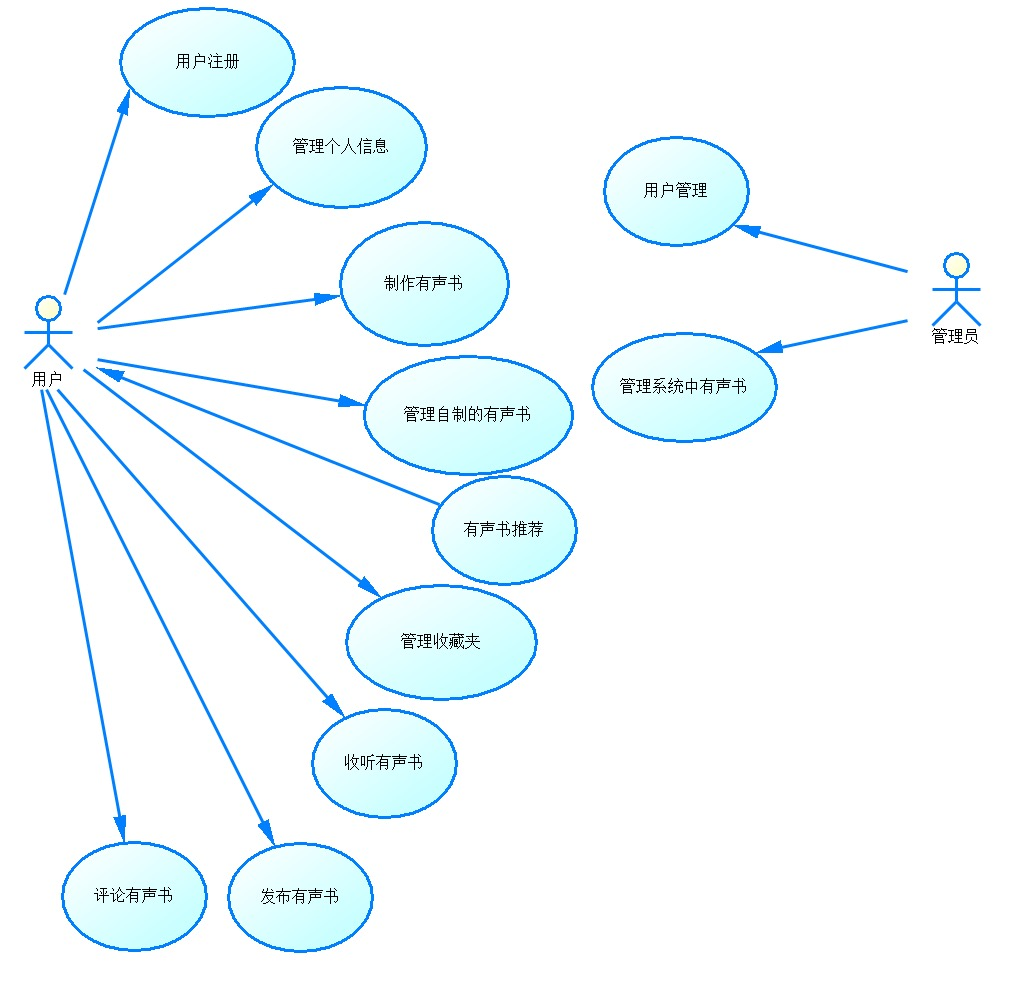 用户注册
管理个人信息
用户管理
制作有声书
管理员
用户
管理系统中有声书
管理自制的有声书
有声书推荐
管理收藏夹
收听有声书
评论有声书
发布有声书